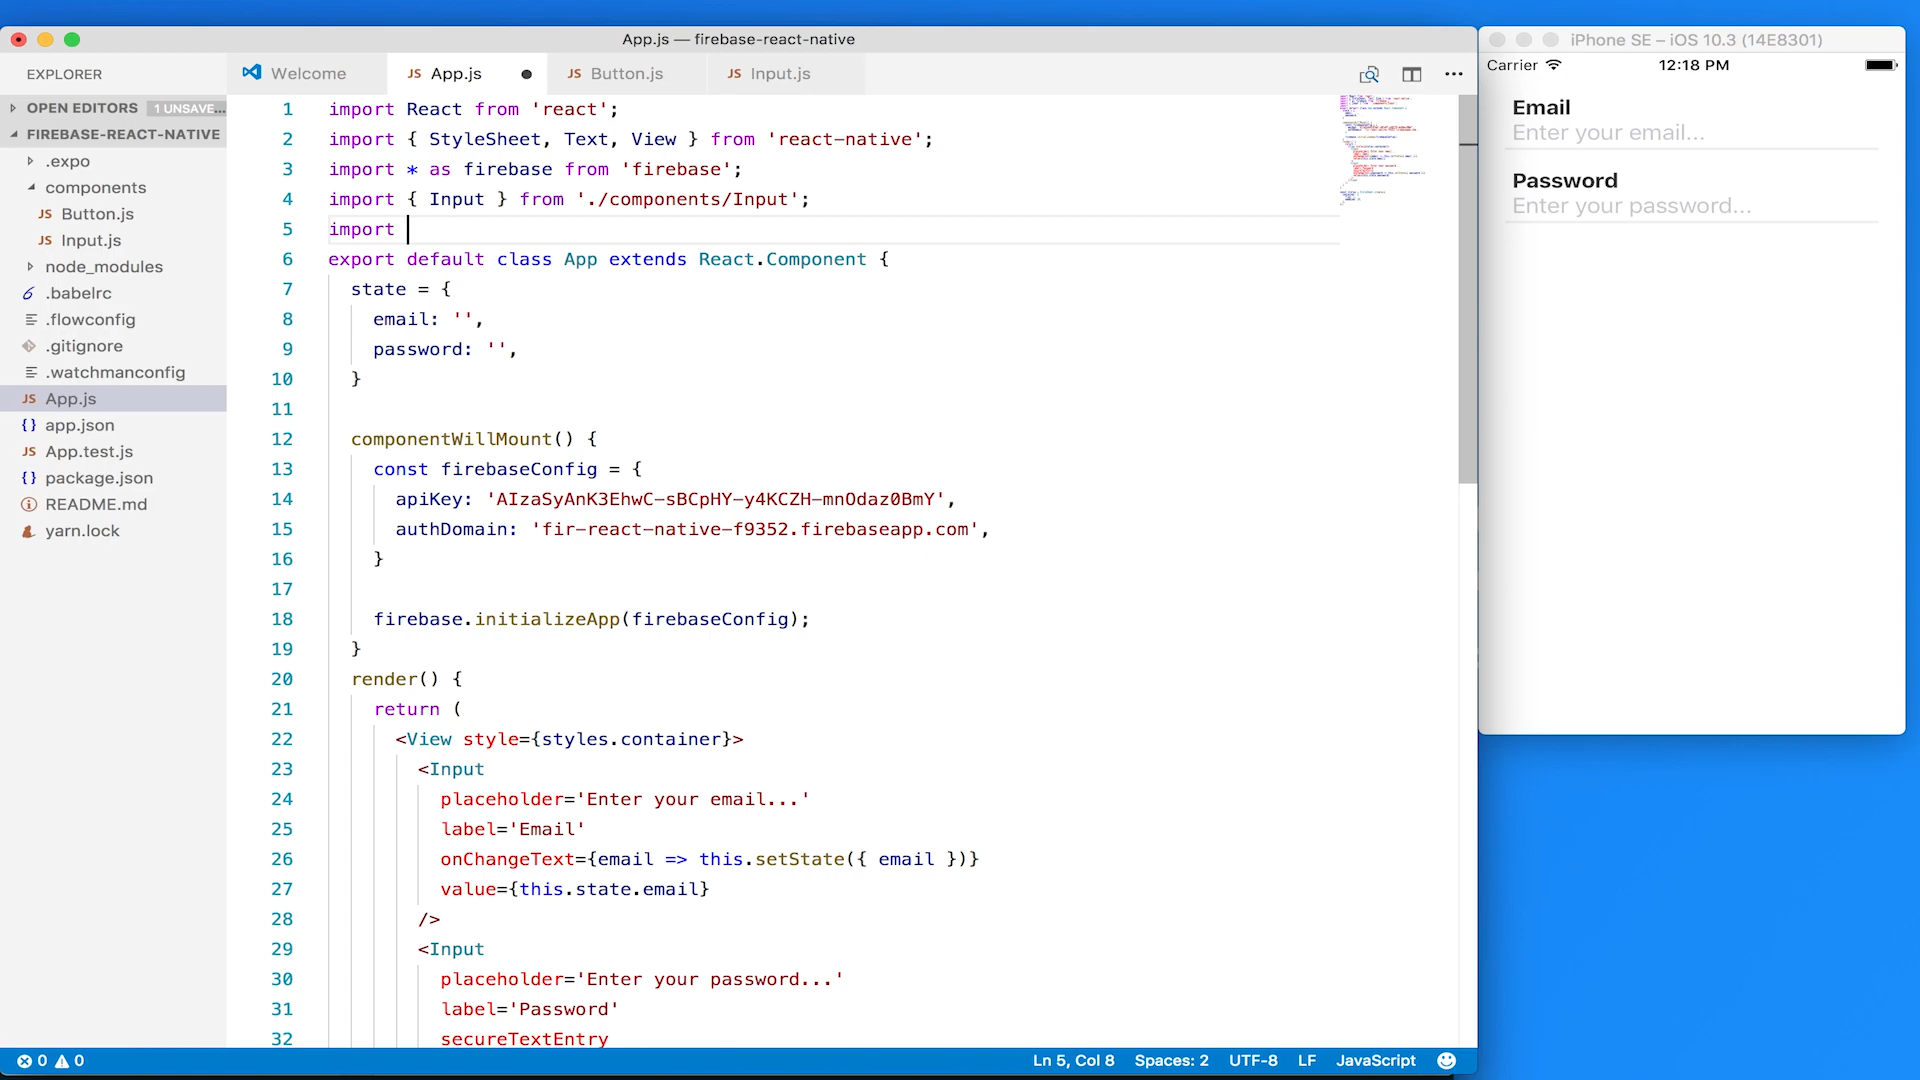 App.js — firebase-react-native
EXPLORER
OPEN EDITORS 1 UNSAVE...
FIREBASE-REACT-NATIVE
.expo
components
JS Button.js
JS Input.js
node_modules
.babelrc
.flowconfig
.gitignore
.watchmanconfig
JS App.js
{} app.json
JS App.test.js
{} package.json
README.md
yarn.lock
Welcome
JS App.js
JS Button.js
JS Input.js
1 import React from 'react';
2 import { StyleSheet, Text, View } from 'react-native';
3 import * as firebase from 'firebase';
4 import { Input } from './components/Input';
5 import
6 export default class App extends React.Component {
7 state = {
8 email: '',
9 password: '',
10 }
11
12 componentWillMount() {
13 const firebaseConfig = {
14 apiKey: 'AIzaSyAnK3EhwC-sBCpHY-y4KCZH-mnOdaz0BmY',
15 authDomain: 'fir-react-native-f9352.firebaseapp.com',
16 }
17
18 firebase.initializeApp(firebaseConfig);
19 }
20 render() {
21 return (
22 <View style={styles.container}>
23 <Input
24 placeholder='Enter your email...'
25 label='Email'
26 onChangeText={email => this.setState({ email })}
27 value={this.state.email}
28 />
29 <Input
30 placeholder='Enter your password...'
31 label='Password'
32 secureTextEntry
0 0
Ln 5, Col 8 Spaces: 2 UTF-8 LF JavaScript
iPhone SE – iOS 10.3 (14E8301)
Carrier 12:18 PM
Email
Enter your email...
Password
Enter your password...